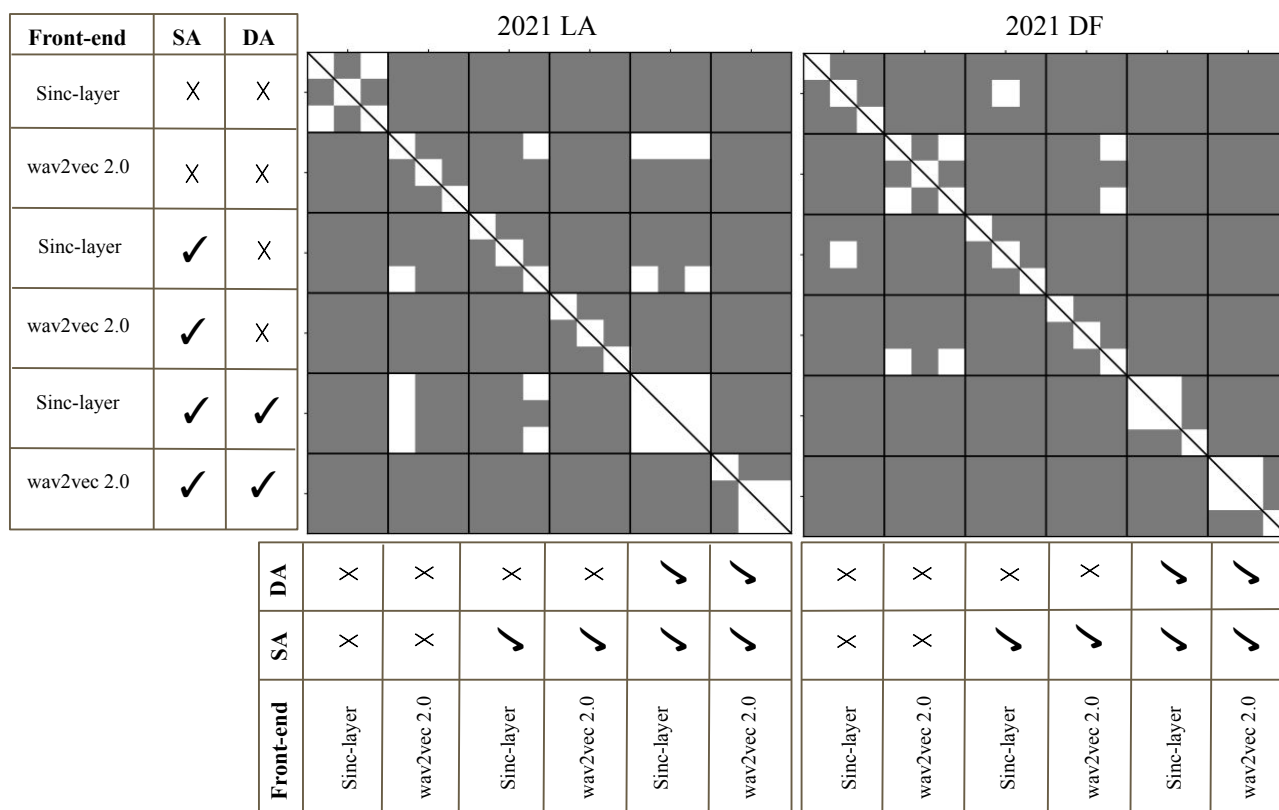 2021 LA
2021 DF
Front-end SA DA
Sinc-layer ☓ ☓
wav2vec 2.0 ☓ ☓
Sinc-layer ✓ ☓
wav2vec 2.0 ✓ ☓
Sinc-layer ✓ ✓
wav2vec 2.0 ✓ ✓
DA ☓ ☓ ☓ ☓ ✓ ✓
SA ☓ ☓ ✓ ✓ ✓ ✓
Front-end Sinc-layer wav2vec 2.0 Sinc-layer wav2vec 2.0 Sinc-layer wav2vec 2.0
☓ ☓ ☓ ☓ ✓ ✓
☓ ☓ ✓ ✓ ✓ ✓
Sinc-layer wav2vec 2.0 Sinc-layer wav2vec 2.0 Sinc-layer wav2vec 2.0